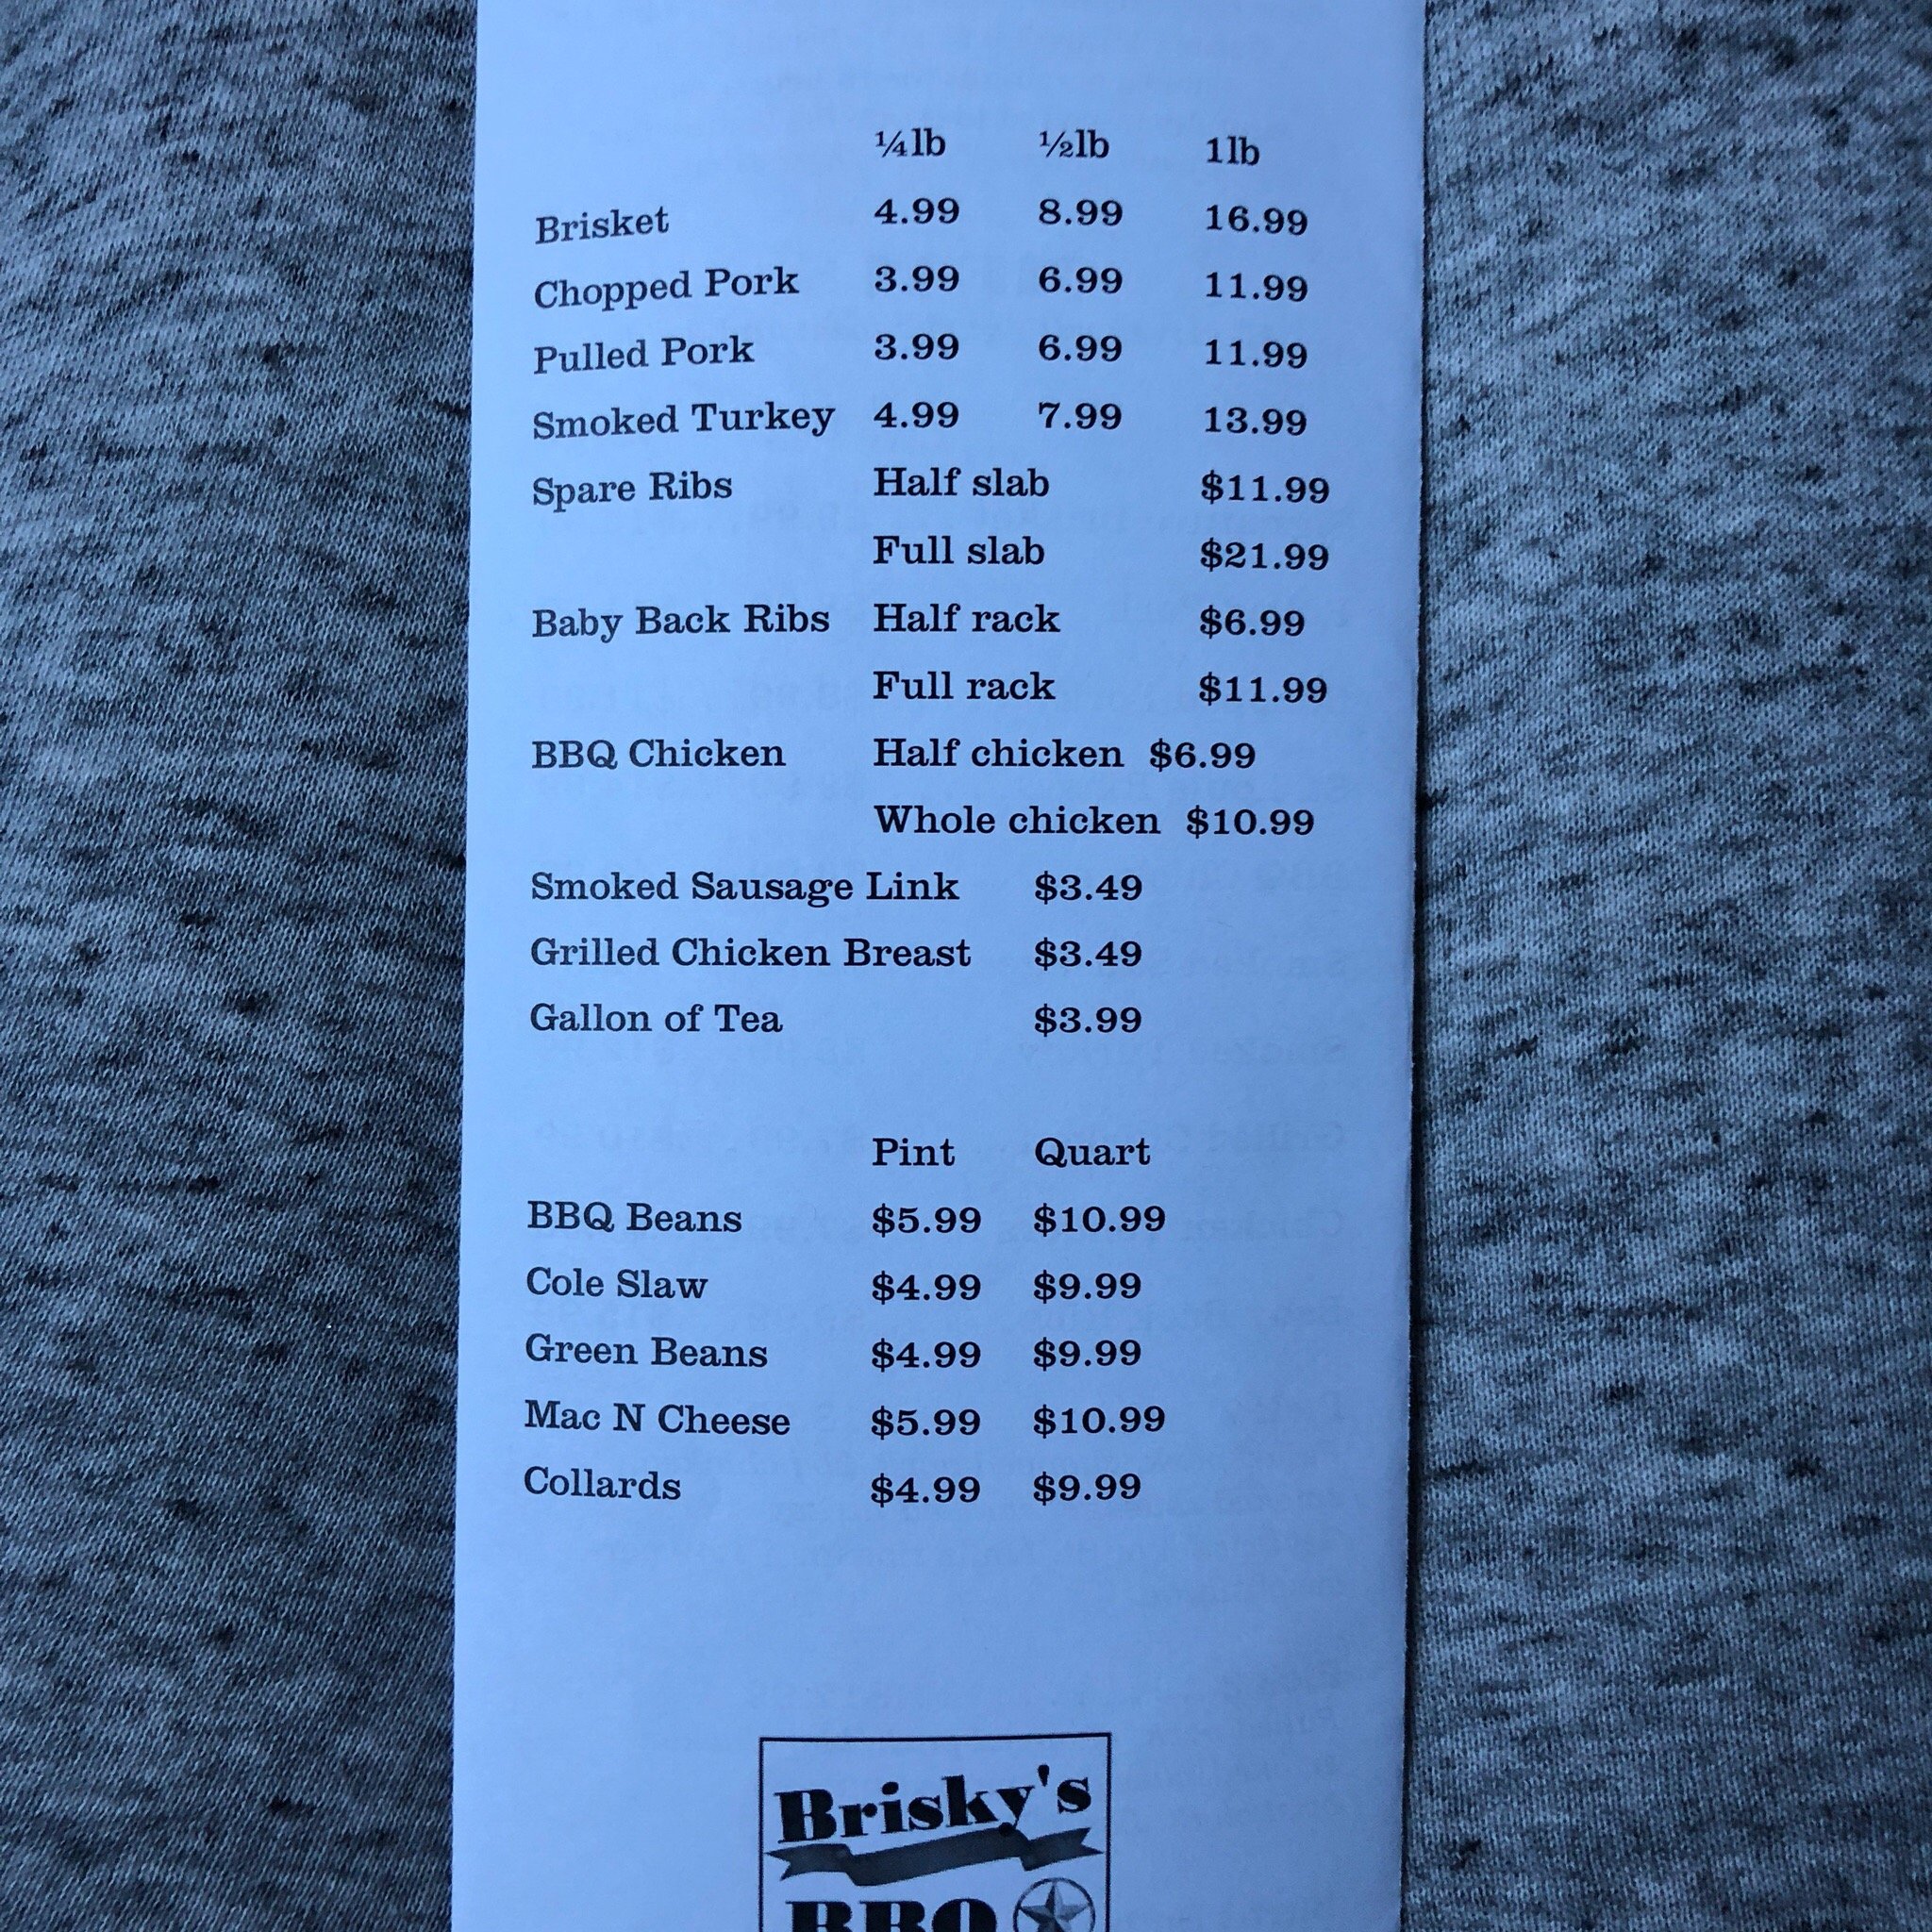 ¼lb ½lb 1lb
Brisket 4.99 8.99 16.99
Chopped Pork 3.99 6.99 11.99
Pulled Pork 3.99 6.99 11.99
Smoked Turkey 4.99 7.99 13.99
Spare Ribs Half slab $11.99
Full slab $21.99
Baby Back Ribs Half rack $6.99
Full rack $11.99
BBQ Chicken Half chicken $6.99
Whole chicken $10.99
Smoked Sausage Link $3.49
Grilled Chicken Breast $3.49
Gallon of Tea $3.99
Pint Quart
BBQ Beans $5.99 $10.99
Cole Slaw $4.99 $9.99
Green Beans $4.99 $9.99
Mac N Cheese $5.99 $10.99
Collards $4.99 $9.99
Brisky's
BBQ